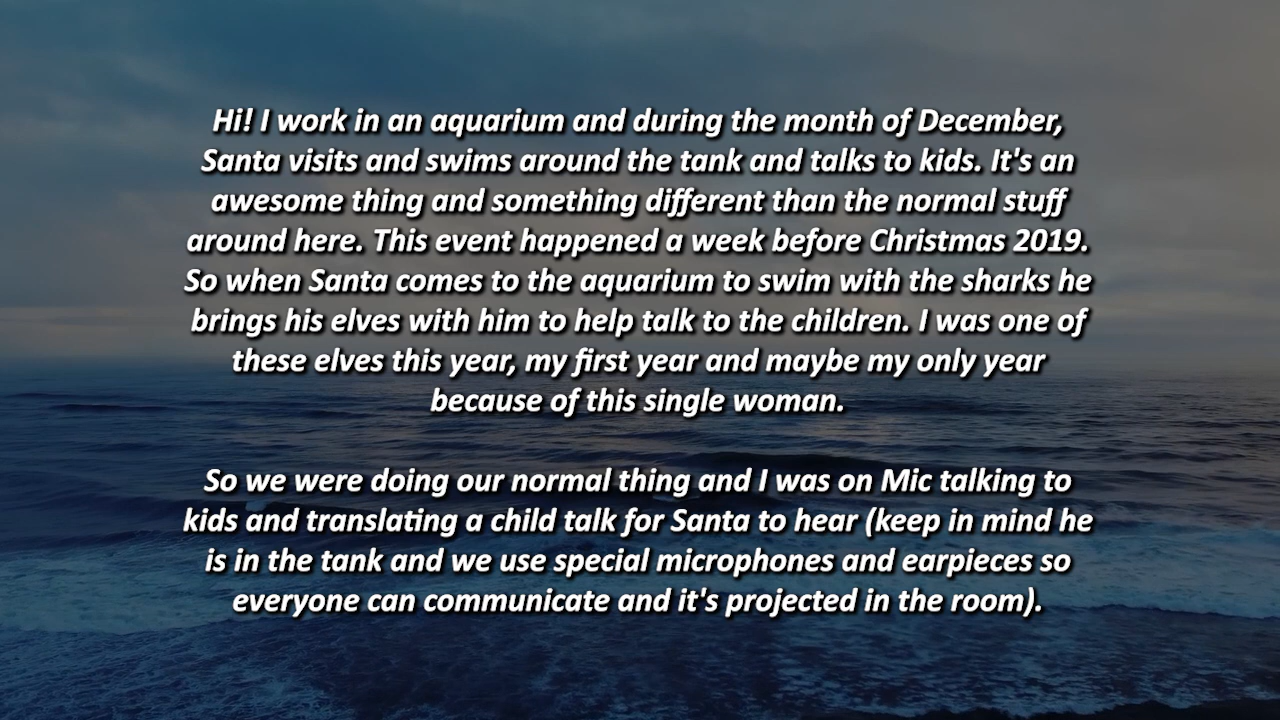 Hi! I work in an aquarium and during the month of December,
Santa visits and swims around the tank and talks to kids. It's an
awesome thing and something different than the normal stuff
around here. This event happened a week before Christmas 2019.
So when Santa comes to the aquarium to swim with the sharks he
brings his elves with him to help talk to the children. I was one of
these elves this year, my first year and maybe my only year
because of this single woman.
So we were doing our normal thing and I was on Mic talking to
kids and translating a child talk for Santa to hear (keep in mind he
is in the tank and we use special microphones and earpieces so
everyone can communicate and it's projected in the room).